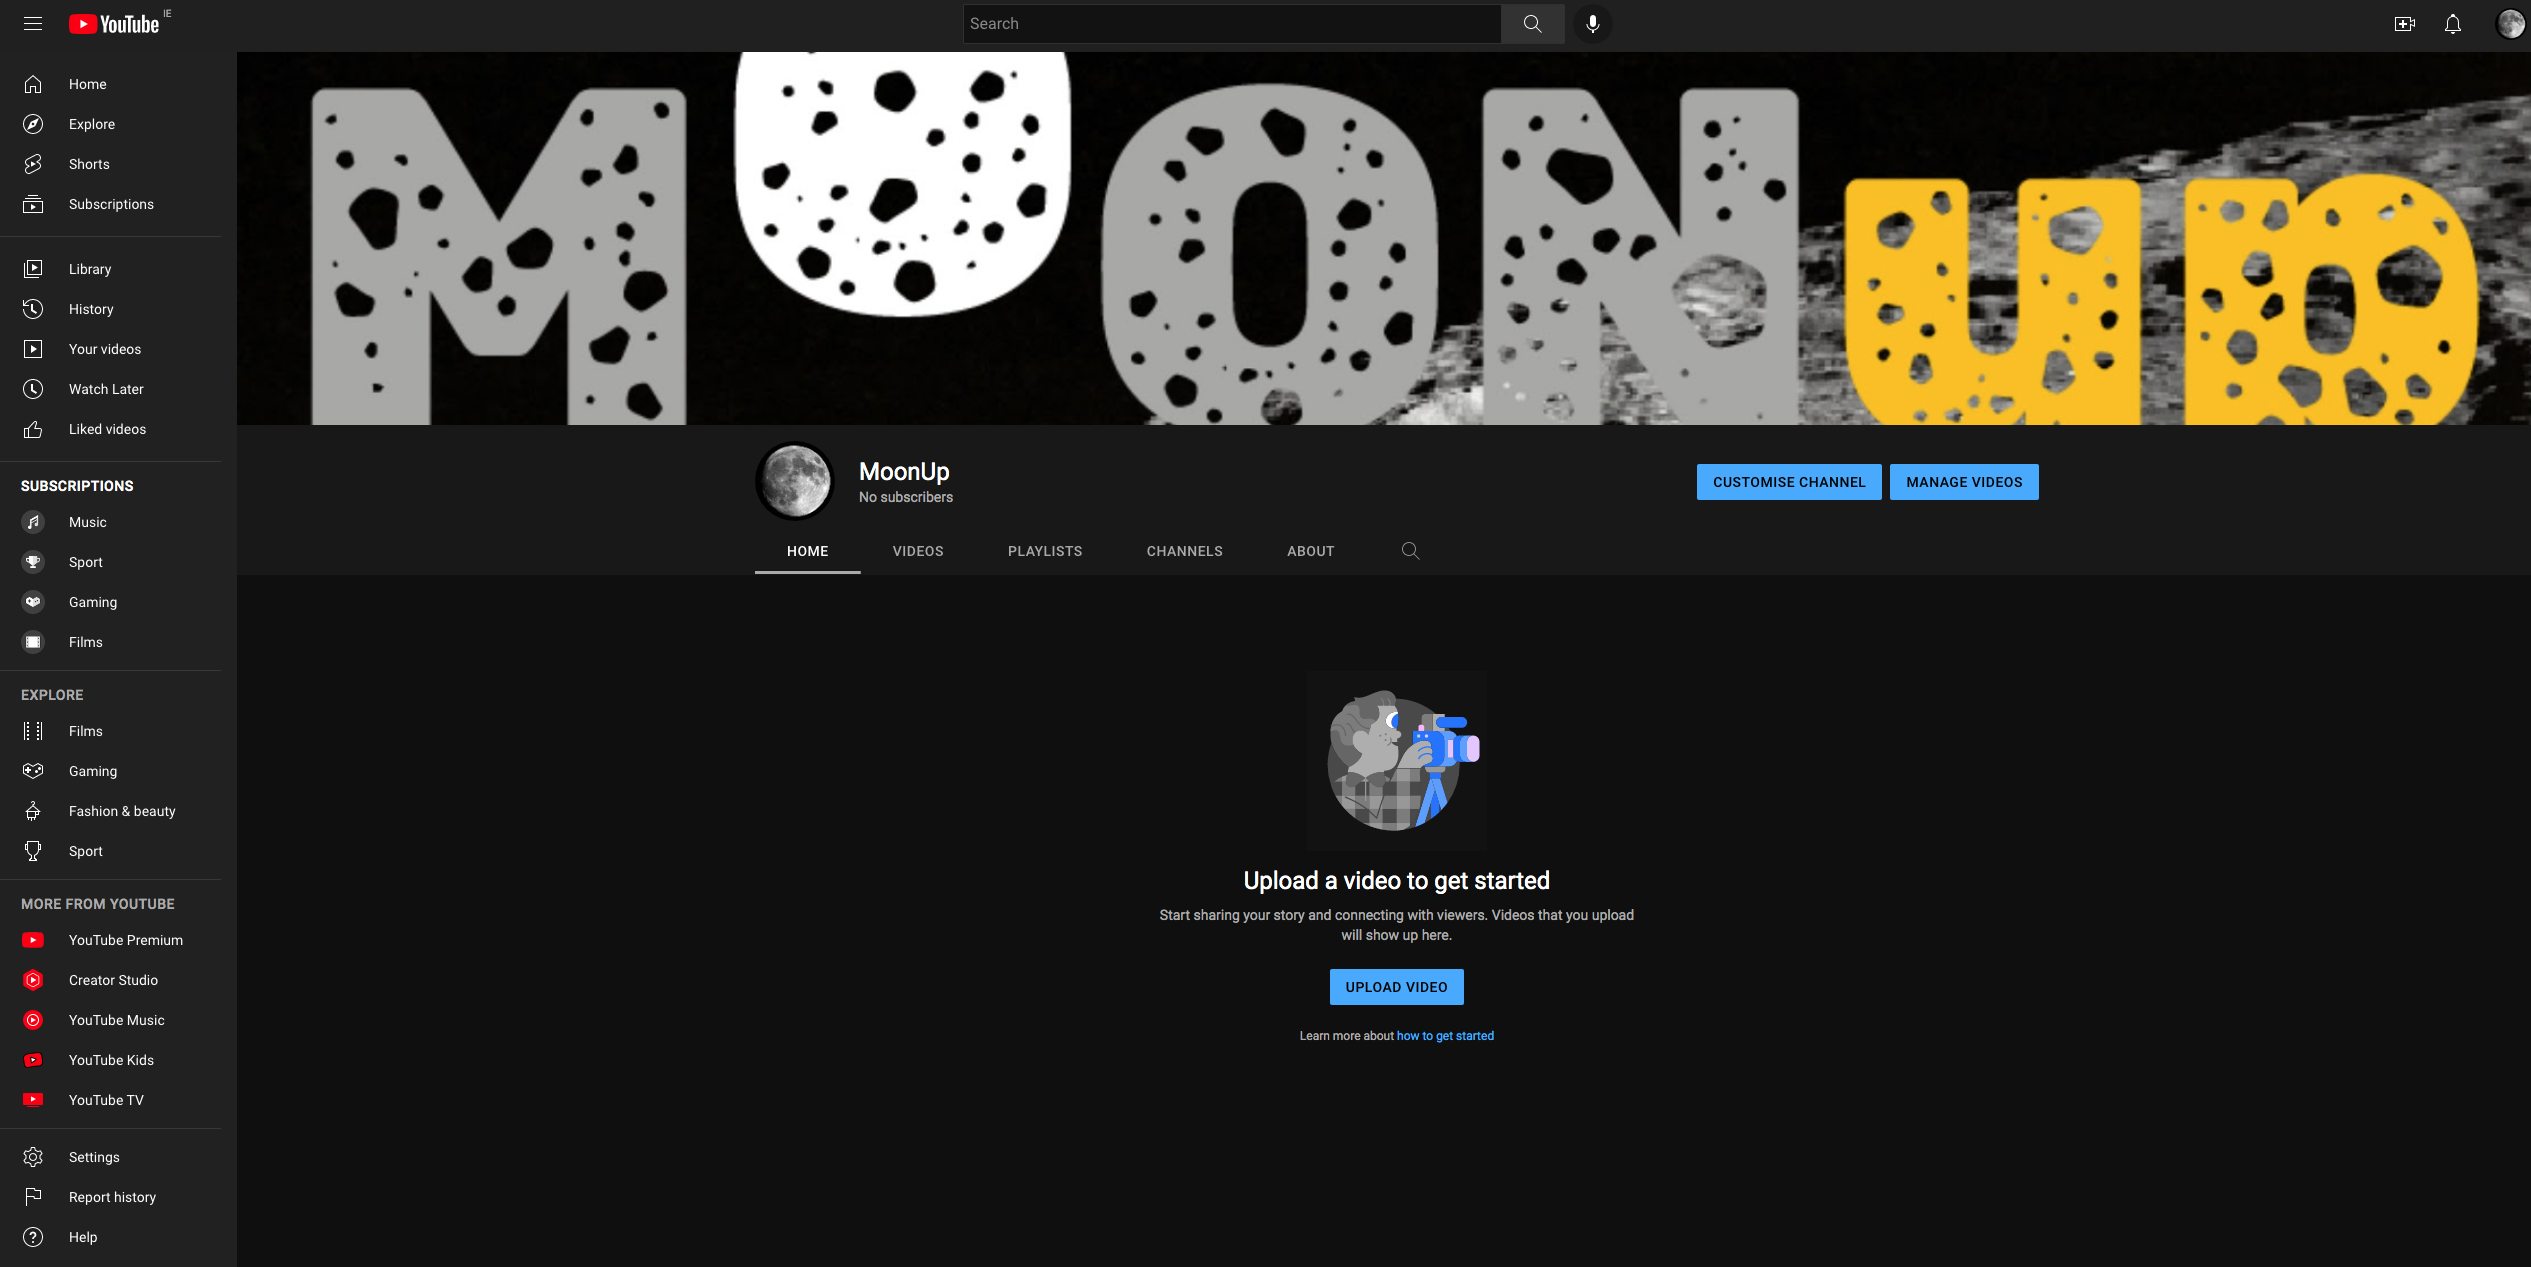 YouTube IE
Search
Home
Explore
Shorts
Subscriptions
Library
History
Your videos
Watch Later
Liked videos
SUBSCRIPTIONS
Music
Sport
Gaming
Films
EXPLORE
Films
Gaming
Fashion & beauty
Sport
MORE FROM YOUTUBE
YouTube Premium
Creator Studio
YouTube Music
YouTube Kids
YouTube TV
Settings
Report history
Help
MOONup
MoonUp
No subscribers
CUSTOMISE CHANNEL
MANAGE VIDEOS
HOME
VIDEOS
PLAYLISTS
CHANNELS
ABOUT
Upload a video to get started
Start sharing your story and connecting with viewers. Videos that you upload
will show up here.
UPLOAD VIDEO
Learn more about how to get started